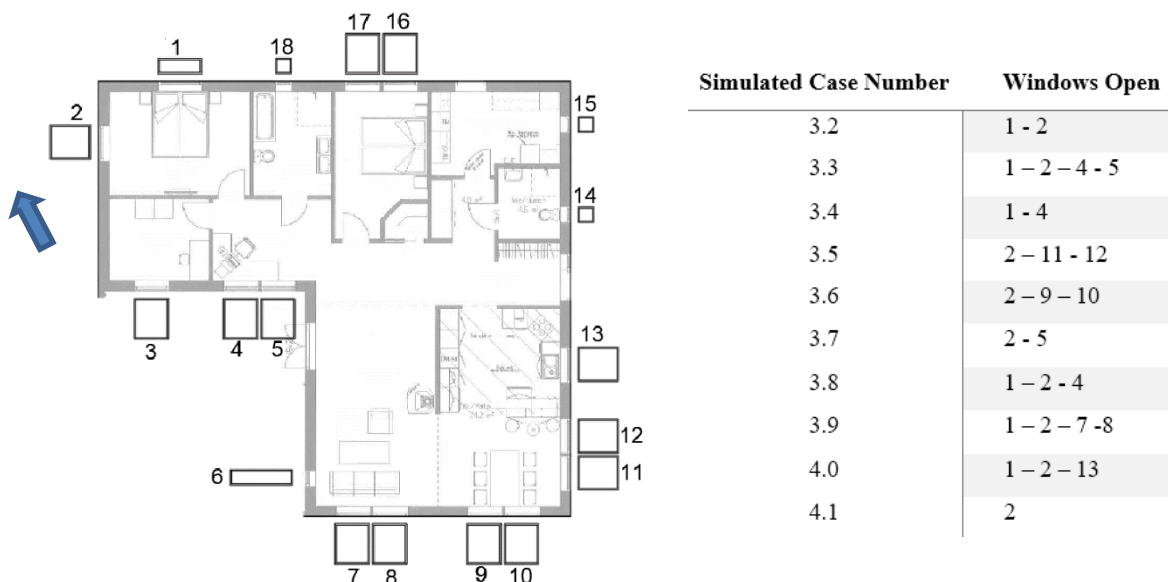 17 16
1
18
2
15
14
3
4
5
13
12
11
6
7
8
9
10
Simulated Case Number Windows Open
3.2 1 - 2
3.3 1 – 2 – 4 - 5
3.4 1 - 4
3.5 2 – 11 - 12
3.6 2 – 9 – 10
3.7 2 - 5
3.8 1 – 2 - 4
3.9 1 – 2 – 7 -8
4.0 1 – 2 – 13
4.1 2